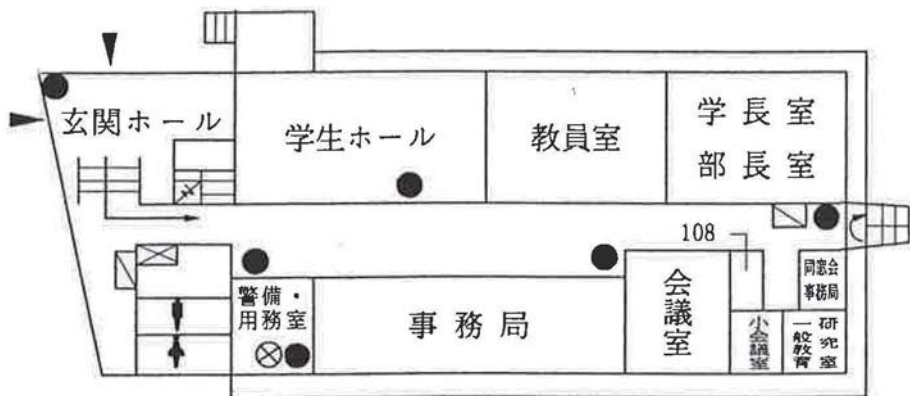 玄関ホール
学生ホール
教員室
学長室
部長室
108
会議室
同窓会
事務局
警備・
用務室
事務局
小会議室
一般教育
研究室